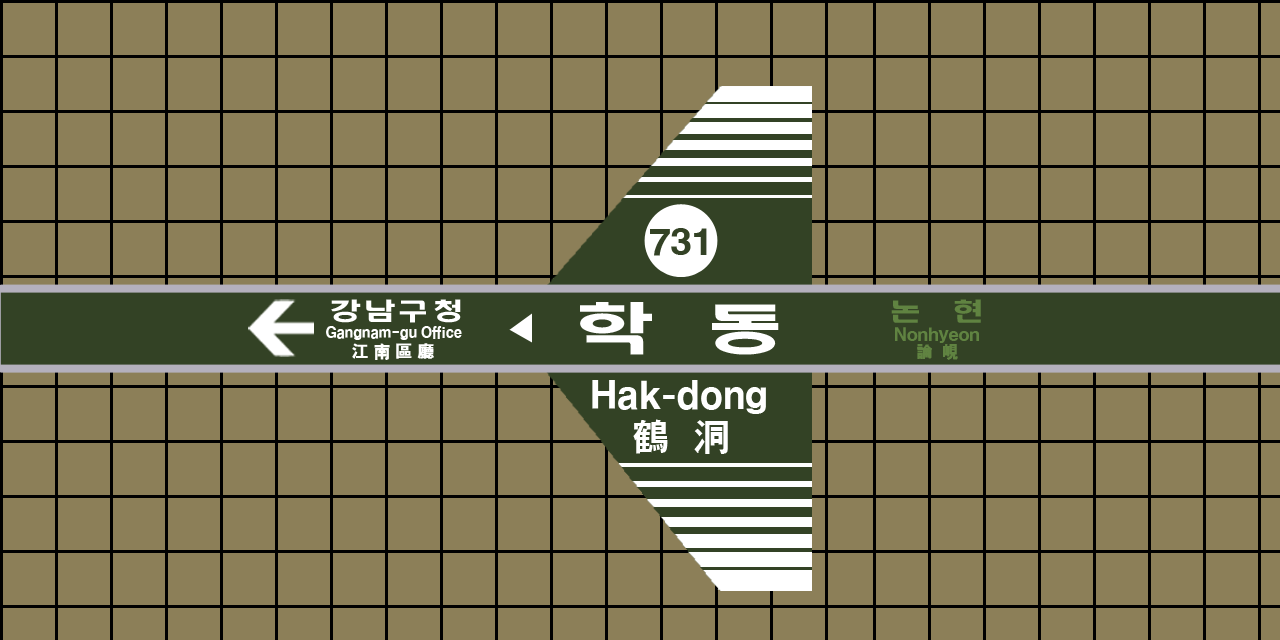 731
강남구청
Gangnam-gu Office
江南區廳
학동
Hak-dong
鶴洞
논현
Nonhyeon
論峴